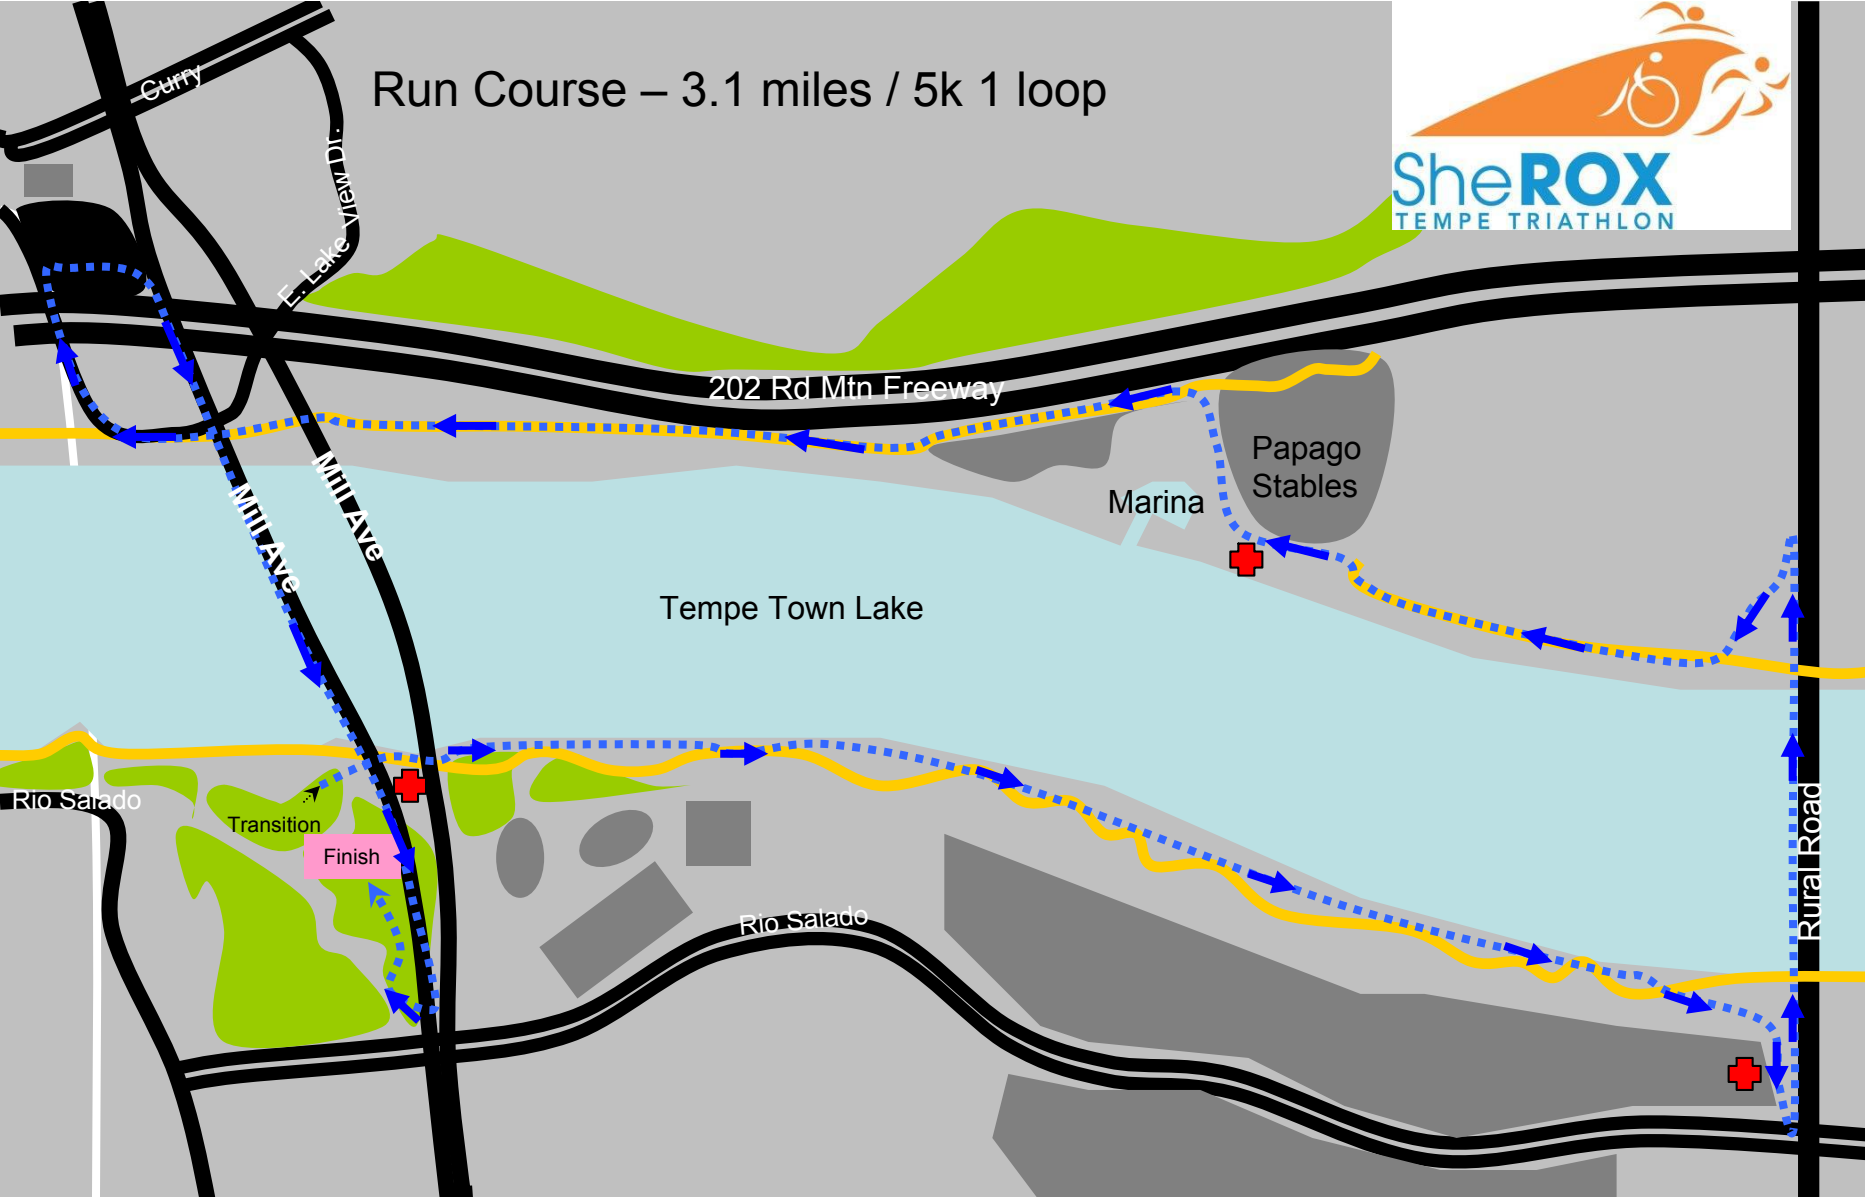 Run Course – 3.1 miles / 5k 1 loop
SheROX
TEMPE TRIATHLON
Curry
E. Lake view Dr.
202 Rd Mtn Freeway
Papago
Stables
Marina
Mill Ave
Mill Ave
Tempe Town Lake
Rio Salado
Transition
Finish
Rio Salado
Rural Road